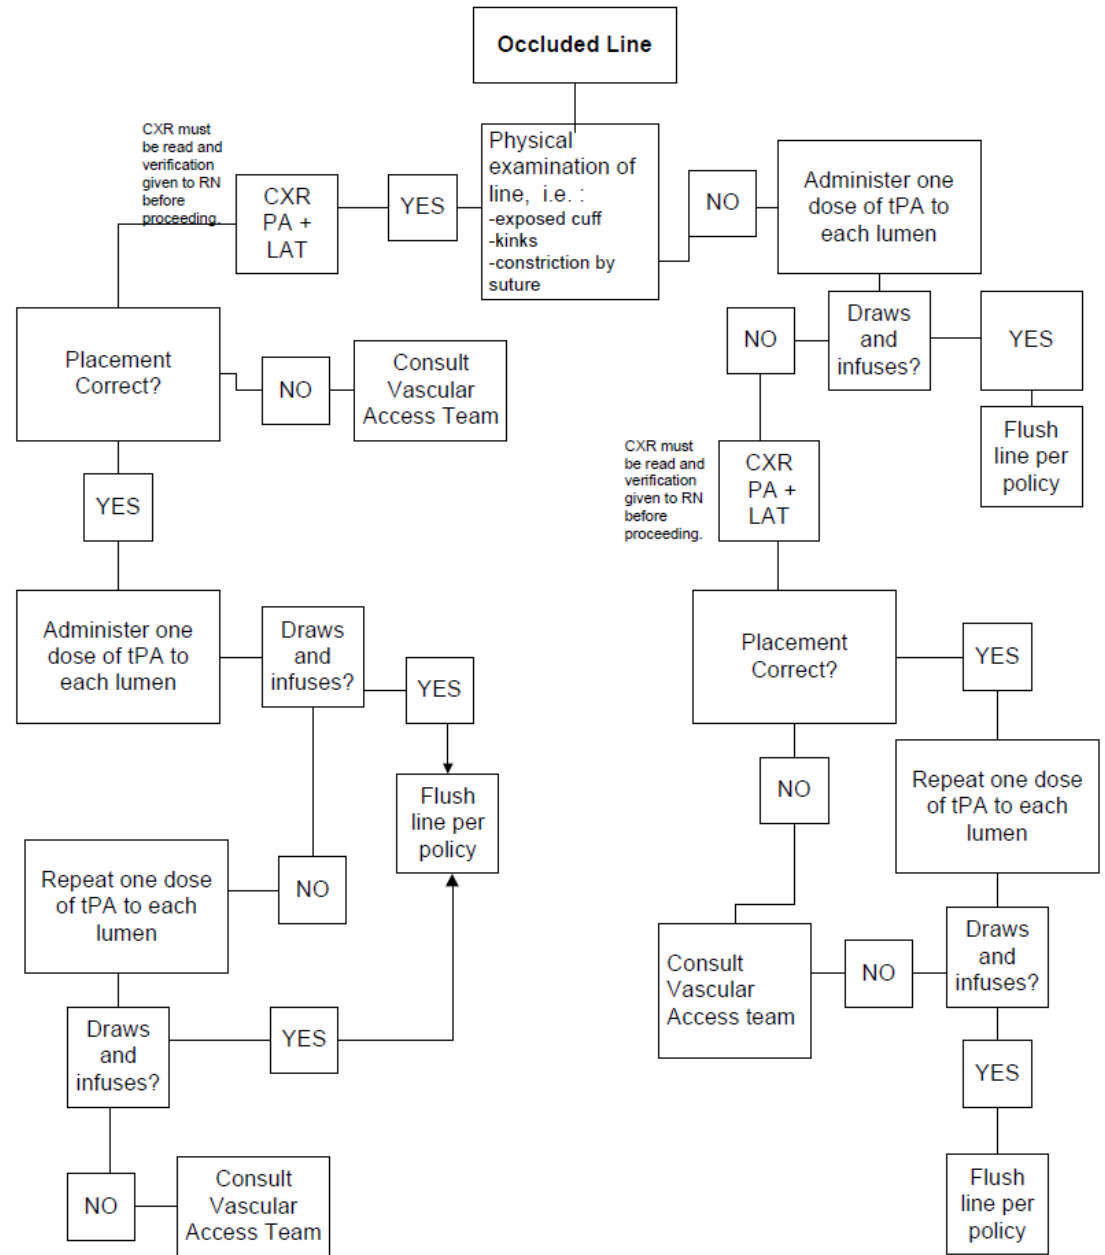 Occluded Line
CXR must
be read and
verification
given to RN
before
proceeding.
CXR
PA +
LAT
YES
Physical
examination of
line, i.e. :
-exposed cuff
-kinks
-constriction by
suture
NO
Administer one
dose of tPA to
each lumen
Placement
Correct?
NO
Consult
Vascular
Access Team
NO
Draws
and
infuses?
YES
Flush
line per
policy
YES
CXR must
be read and
verification
given to RN
before
proceeding.
CXR
PA +
LAT
Administer one
dose of tPA to
each lumen
Draws
and
infuses?
YES
Flush
line per
policy
Placement
Correct?
YES
NO
Repeat one dose
of tPA to each
lumen
Repeat one dose
of tPA to each
lumen
NO
Draws
and
infuses?
YES
Consult
Vascular
Access team
NO
Draws
and
infuses?
YES
NO
Consult
Vascular
Access Team
Flush
line per
policy